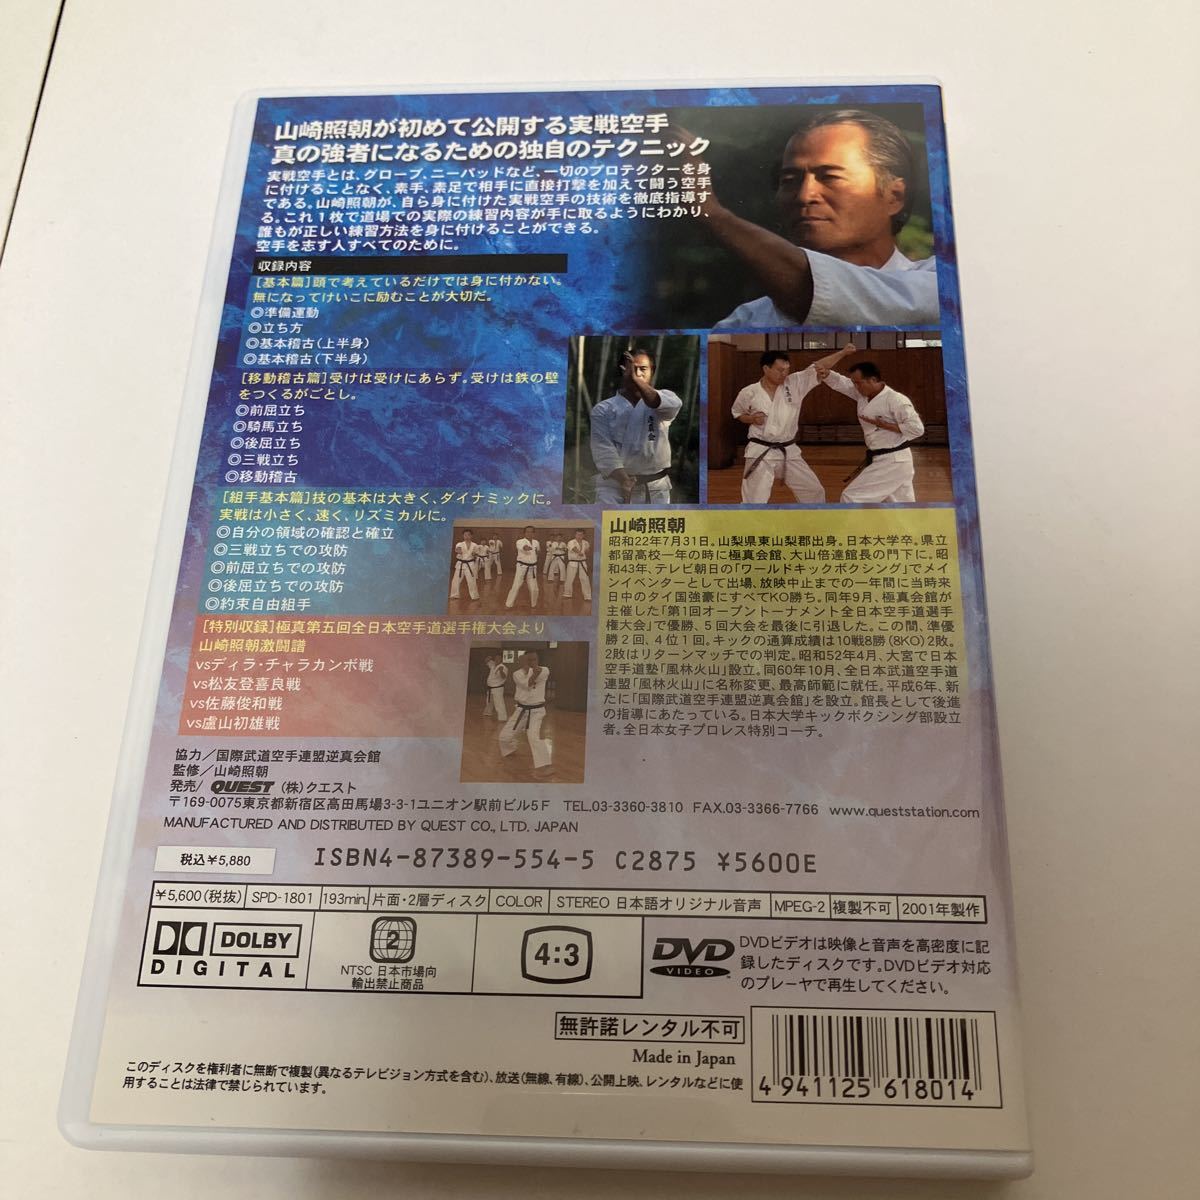 山崎照朝が初めて公開する実戦空手
真の強者になるための独自のテクニック
実戦空手とは、グローブ、ニーパッドなど、一切のプロテクターを身
に付けることなく、素手、素足で相手に直接打撃を加えて闘う空手
である。山崎照朝が、自ら身に付けた実戦空手の技術を徹底指導す
る。これ1枚で道場での実際の練習内容が手に取るようにわかり、
誰もが正しい練習方法を身に付けることができる。
空手を志す人すべてのために。
収録内容
[基本篇]頭で考えているだけでは身に付かない。
無になってけいこに励むことが大切だ。
◎準備運動
◎立ち方
◎基本稽古(上半身)
◎基本稽古(下半身)
[移動稽古篇]受けは受けにあらず。受けは鉄の壁
をつくるがごとし。
◎前屈立ち
◎騎馬立ち
◎後屈立ち
◎三戦立ち
◎移動稽古
[組手基本篇]技の基本は大きく、ダイナミックに。
実戦は小さく、速く、リズミカルに。
◎自分の領域の確認と確立
◎三戦立ちでの攻防
◎前屈立ちでの攻防
◎後屈立ちでの攻防
◎約束自由組手
[特別収録]極真第五回全日本空手道選手権大会より
山崎照朝激闘譜
vsディラ・チャラカンボ戦
vs松友登喜良戦
vs佐藤俊和戦
vs盧山初雄戦
山崎照朝
昭和22年7月31日。山梨県東山梨郡出身。日本大学卒。県立
都留高校一年の時に極真会館、大山倍達館長の門下に。昭
和43年、テレビ朝日の「ワールドキックボクシング」でメ
インイベンターとして出場、放映中止までの一年間に当時来
日中のタイ国強豪にすべてKO勝ち。同年9月、極真会館が
主催した「第1回オープントーナメント全日本空手道選手
権大会」で優勝、5回大会を最後に引退した。この間、準優
勝2回、4位1回。キックの通算成績は10戦8勝(8KO)2敗。
2敗はリターンマッチでの判定。昭和52年4月、大宮で日本
空手道塾「風林火山」設立。同60年10月、全日本武道空手道
連盟「風林火山」に名称変更、最高師範に就任。平成6年、新
たに「国際武道空手連盟逆真会館」を設立。館長として後進
の指導にあたっている。日本大学キックボクシング部設立
者。全日本女子プロレス特別コーチ。
協力/国際武道空手連盟逆真会館
監修/山崎照朝
発売/QUEST (株)クエスト
〒169-0075東京都新宿区高田馬場3-3-1ユニオン駅前ビル5F TEL.03-3360-3810 FAX.03-3366-7766 www.queststation.com
MANUFACTURED AND DISTRIBUTED BY QUEST CO., LTD. JAPAN
税込¥5,880
ISBN4-87389-554-5 C2875 ¥5600E
¥5,600(税抜) SPD-1801 193min. 片面・2層ディスク COLOR STEREO 日本語オリジナル音声 MPEG-2 複製不可 2001年製作
DOLBY
DIGITAL
2
NTSC 日本市場向
輸出禁止商品
4:3
DVD
VIDEO
DVDビデオは映像と音声を高密度に記
録したディスクです。DVDビデオ対応
のプレーヤで再生してください。
無許諾レンタル不可
Made in Japan
このディスクを権利者に無断で複製(異なるテレビジョン方式を含む)、放送(無線、有線)、公開上映、レンタルなどに使
用することは法律で禁じられています。
4 941125 618014